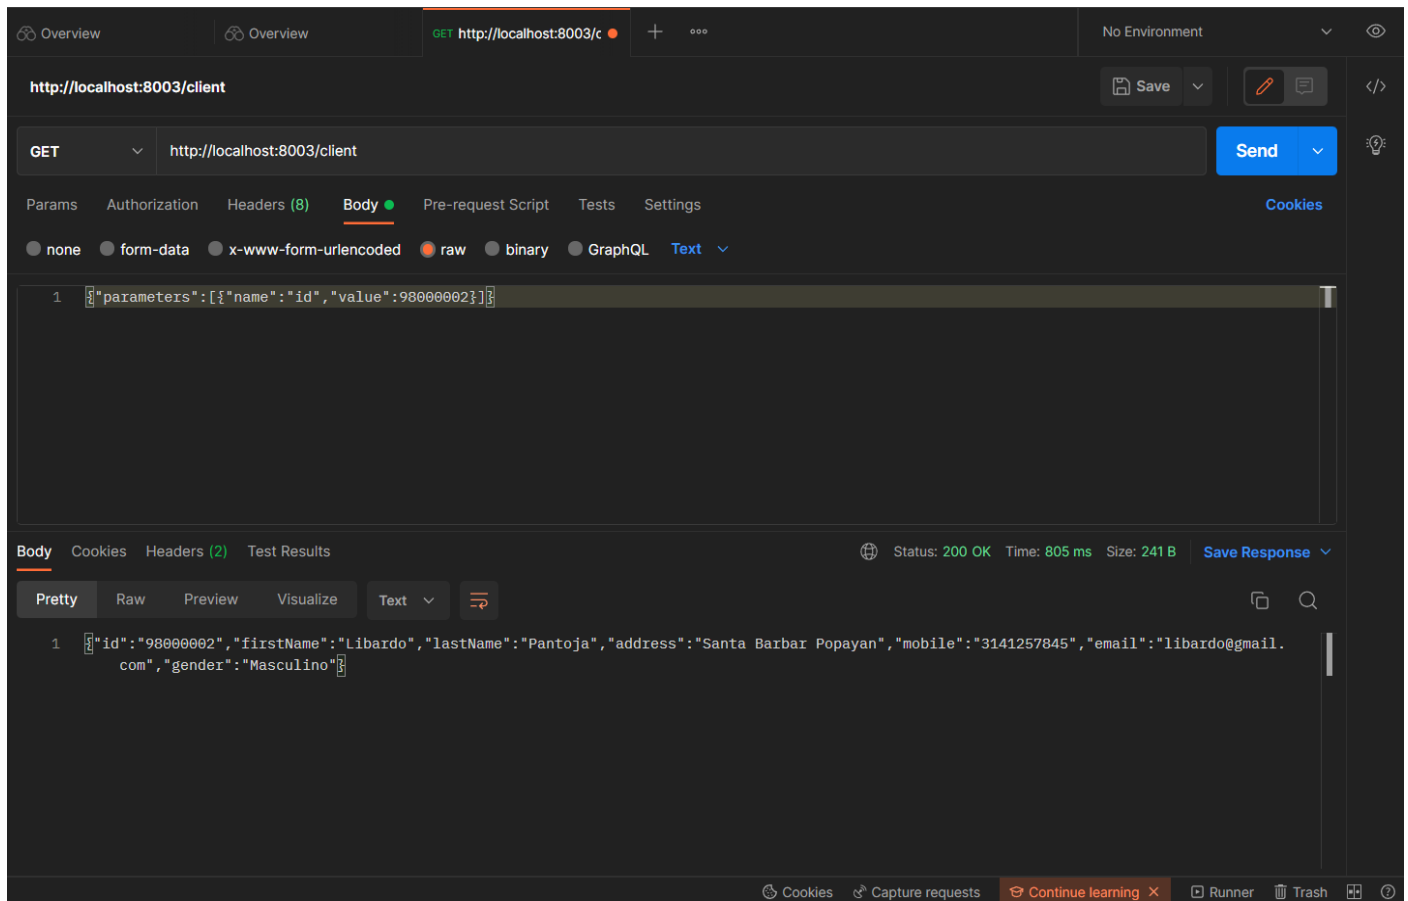 Overview
Overview
GET http://localhost:8003/c
No Environment
http://localhost:8003/client
Save
GET
http://localhost:8003/client
Send
Params Authorization Headers (8) Body Pre-request Script Tests Settings Cookies
none form-data x-www-form-urlencoded raw binary GraphQL Text
1 {"parameters":[{"name":"id","value":98000002}]}
Body Cookies Headers (2) Test Results Status: 200 OK Time: 805 ms Size: 241 B Save Response
Pretty Raw Preview Visualize Text
1 {"id":"98000002","firstName":"Libardo","lastName":"Pantoja","address":"Santa Barbar Popayan","mobile":"3141257845","email":"libardo@gmail.
com","gender":"Masculino"}
Cookies Capture requests Continue learning Runner Trash